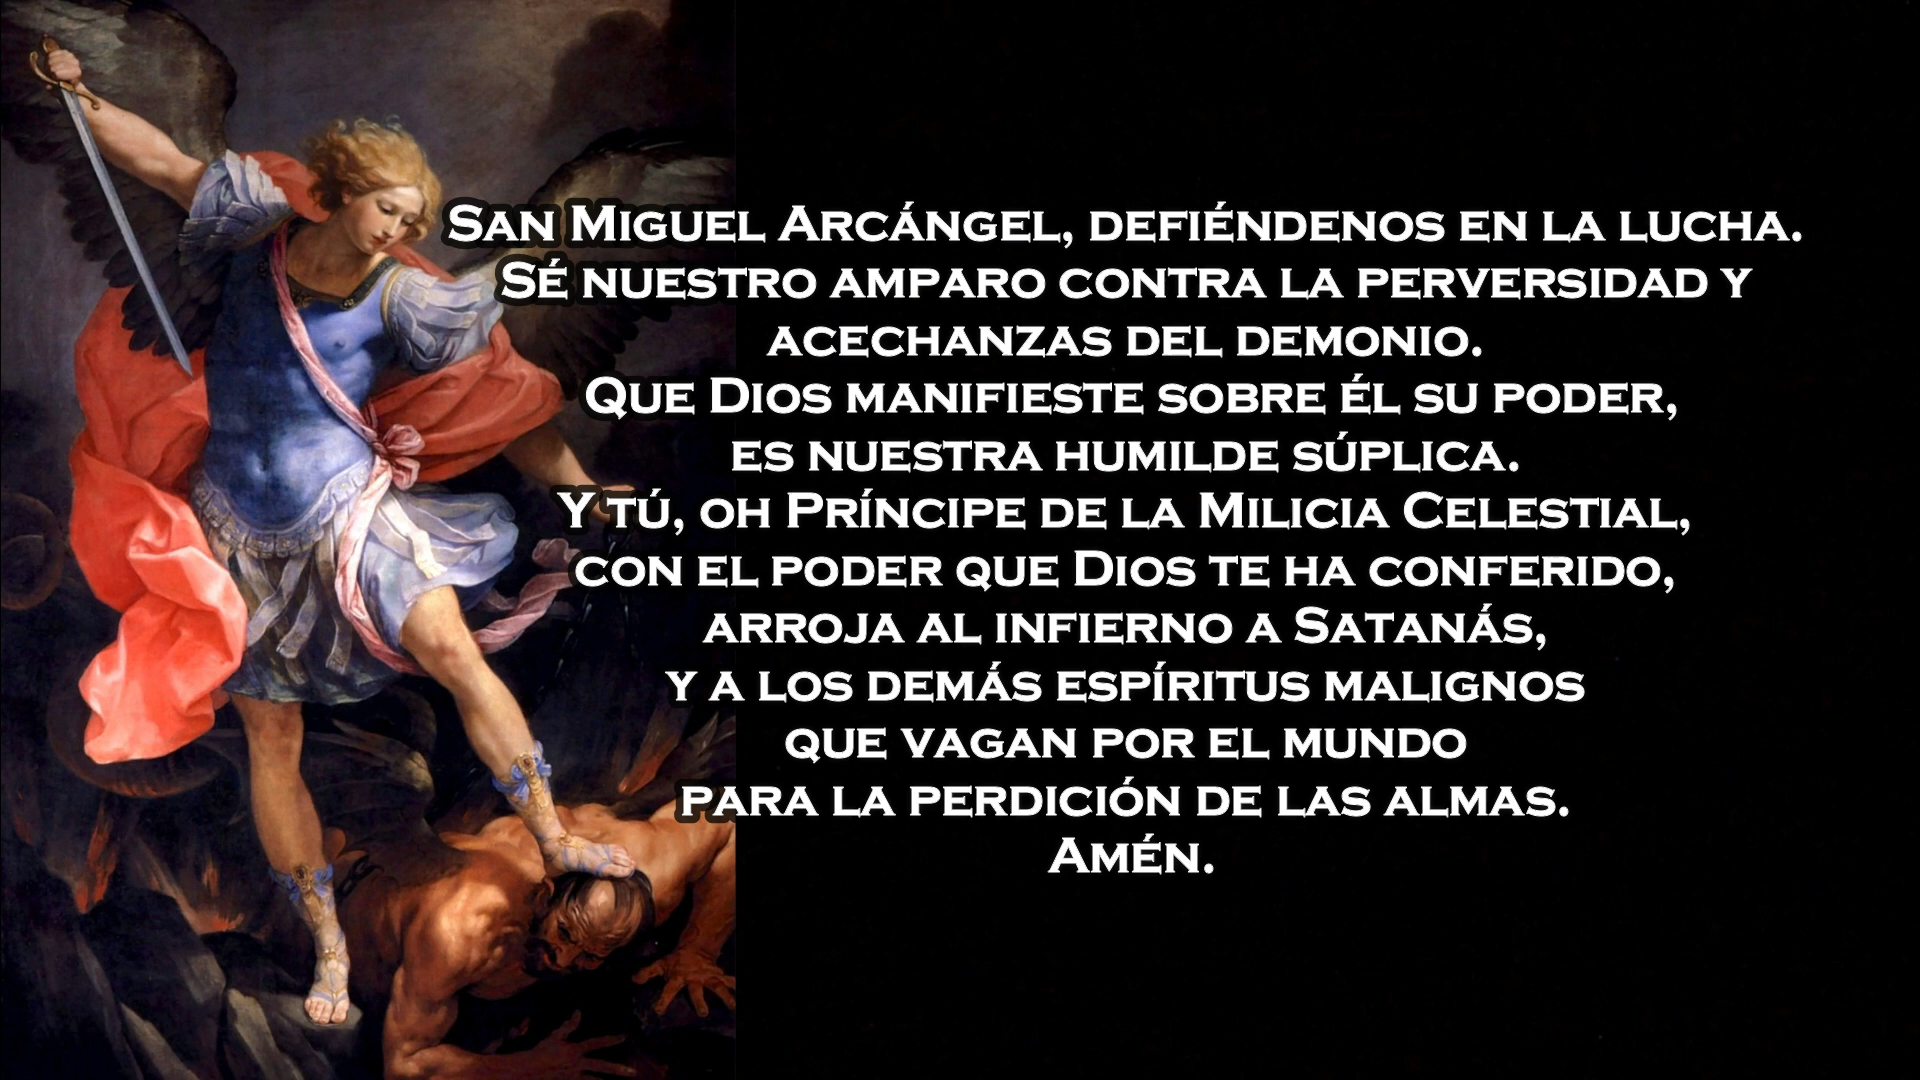 San Miguel Arcángel, defiéndenos en la lucha.
Sé nuestro amparo contra la perversidad y
acechanzas del demonio.
Que Dios manifieste sobre él su poder,
es nuestra humilde súplica.
Y tú, oh Príncipe de la Milicia Celestial,
con el poder que Dios te ha conferido,
arroja al infierno a Satanás,
y a los demás espíritus malignos
que vagan por el mundo
para la perdición de las almas.
Amén.